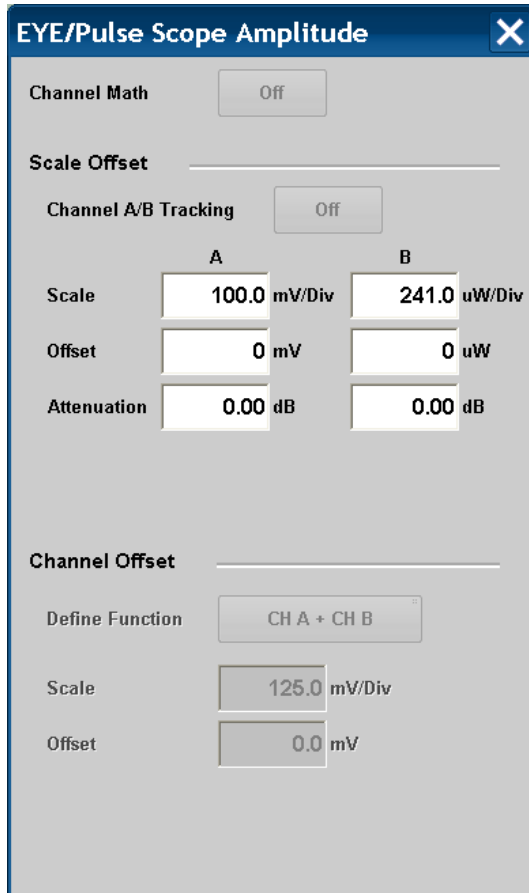 EYE/Pulse Scope Amplitude
Channel Math Off
Scale Offset
Channel A/B Tracking Off
A B
Scale 100.0 mV/Div 241.0 uW/Div
Offset 0 mV 0 uW
Attenuation 0.00 dB 0.00 dB
Channel Offset
Define Function CH A + CH B
Scale 125.0 mV/Div
Offset 0.0 mV